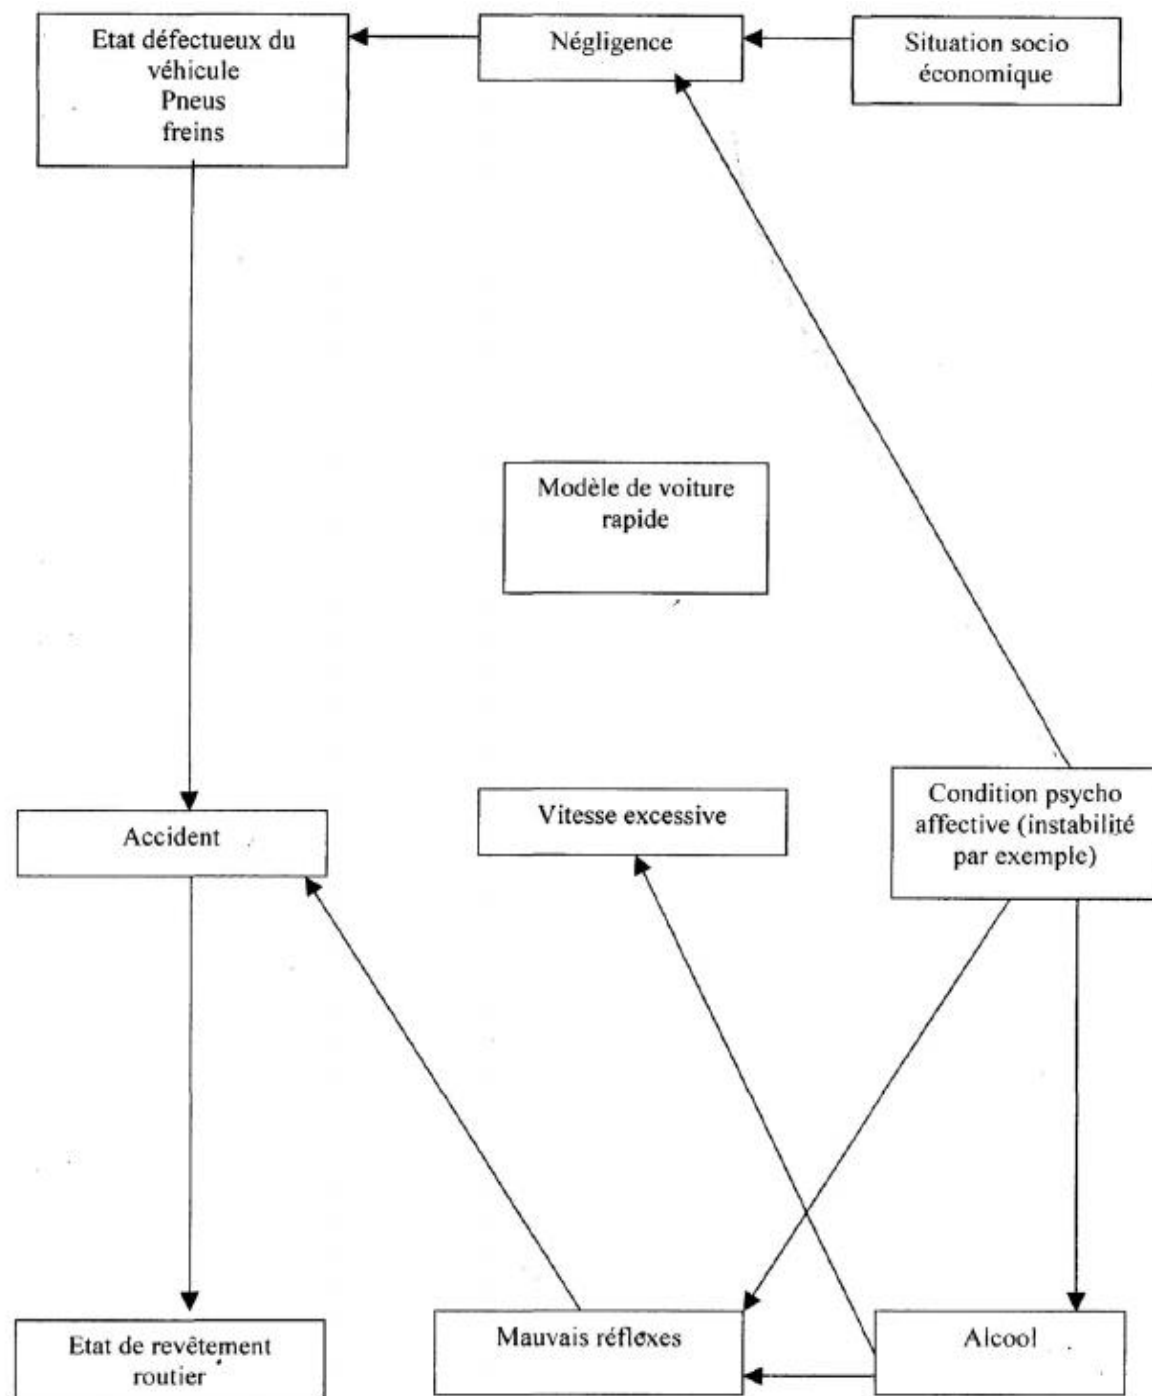 Etat défectueux du
véhicule
Pneus
freins
Négligence
Situation socio
économique
Modèle de voiture
rapide
Accident
Vitesse excessive
Condition psycho
affective (instabilité
par exemple)
Etat de revêtement
routier
Mauvais réflexes
Alcool